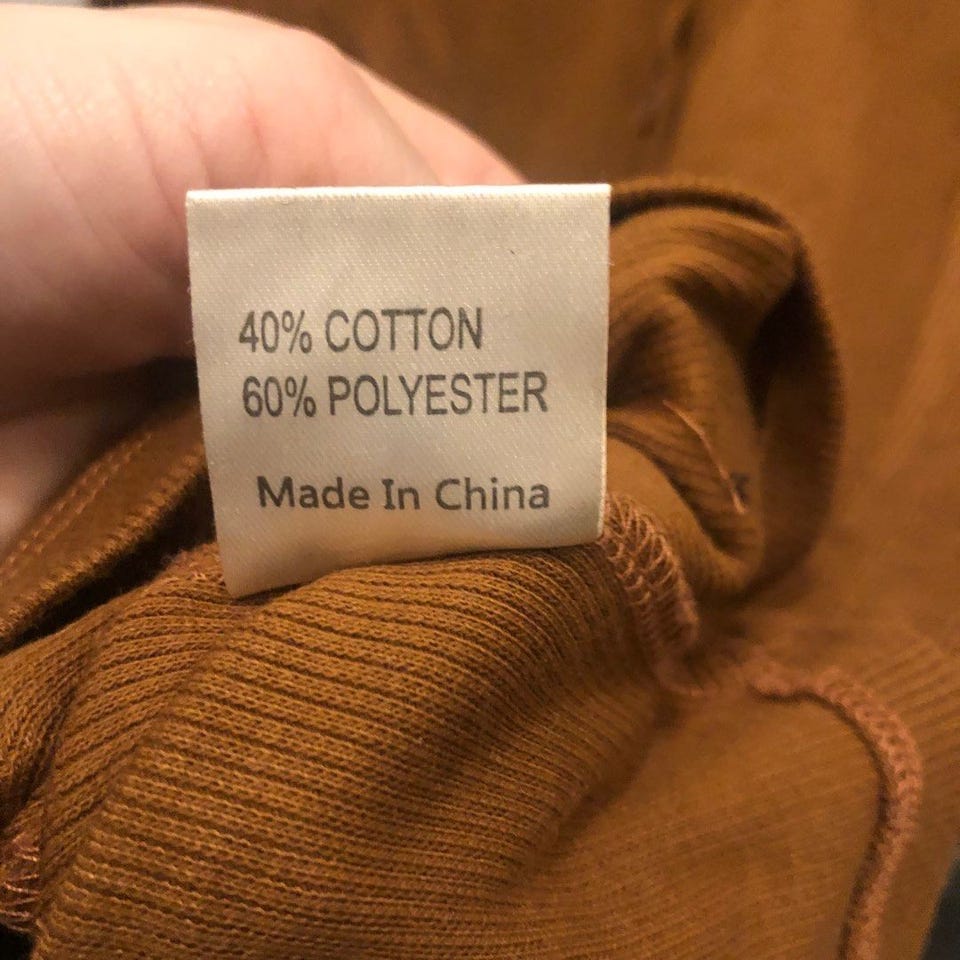 40% COTTON
60% POLYESTER
Made In China